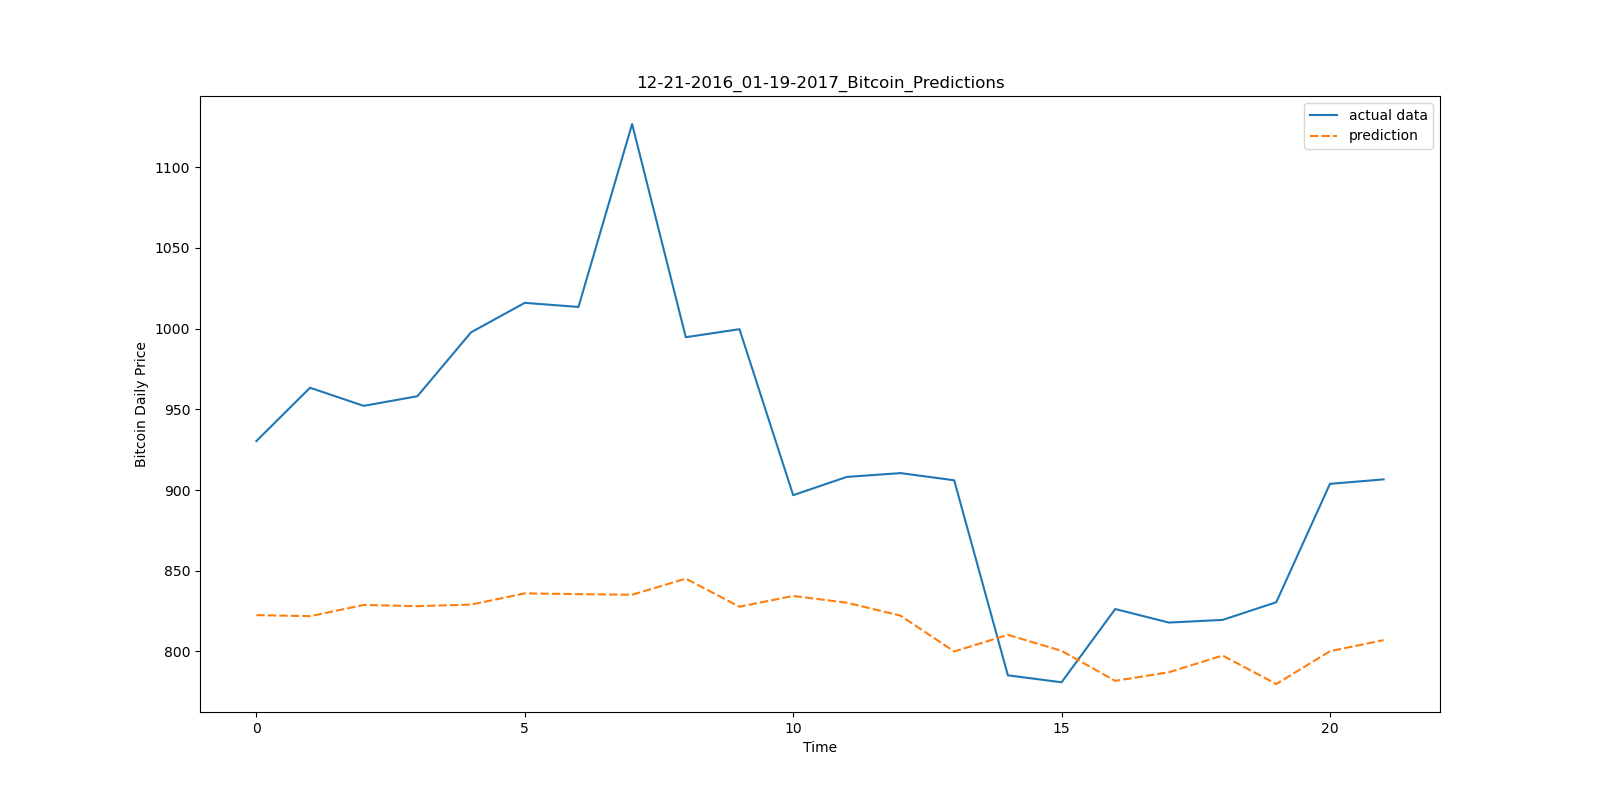 12-21-2016_01-19-2017_Bitcoin_Predictions
actual data
prediction
1100
1050
1000
950
900
850
800
Bitcoin Daily Price
0 5 10 15 20
Time